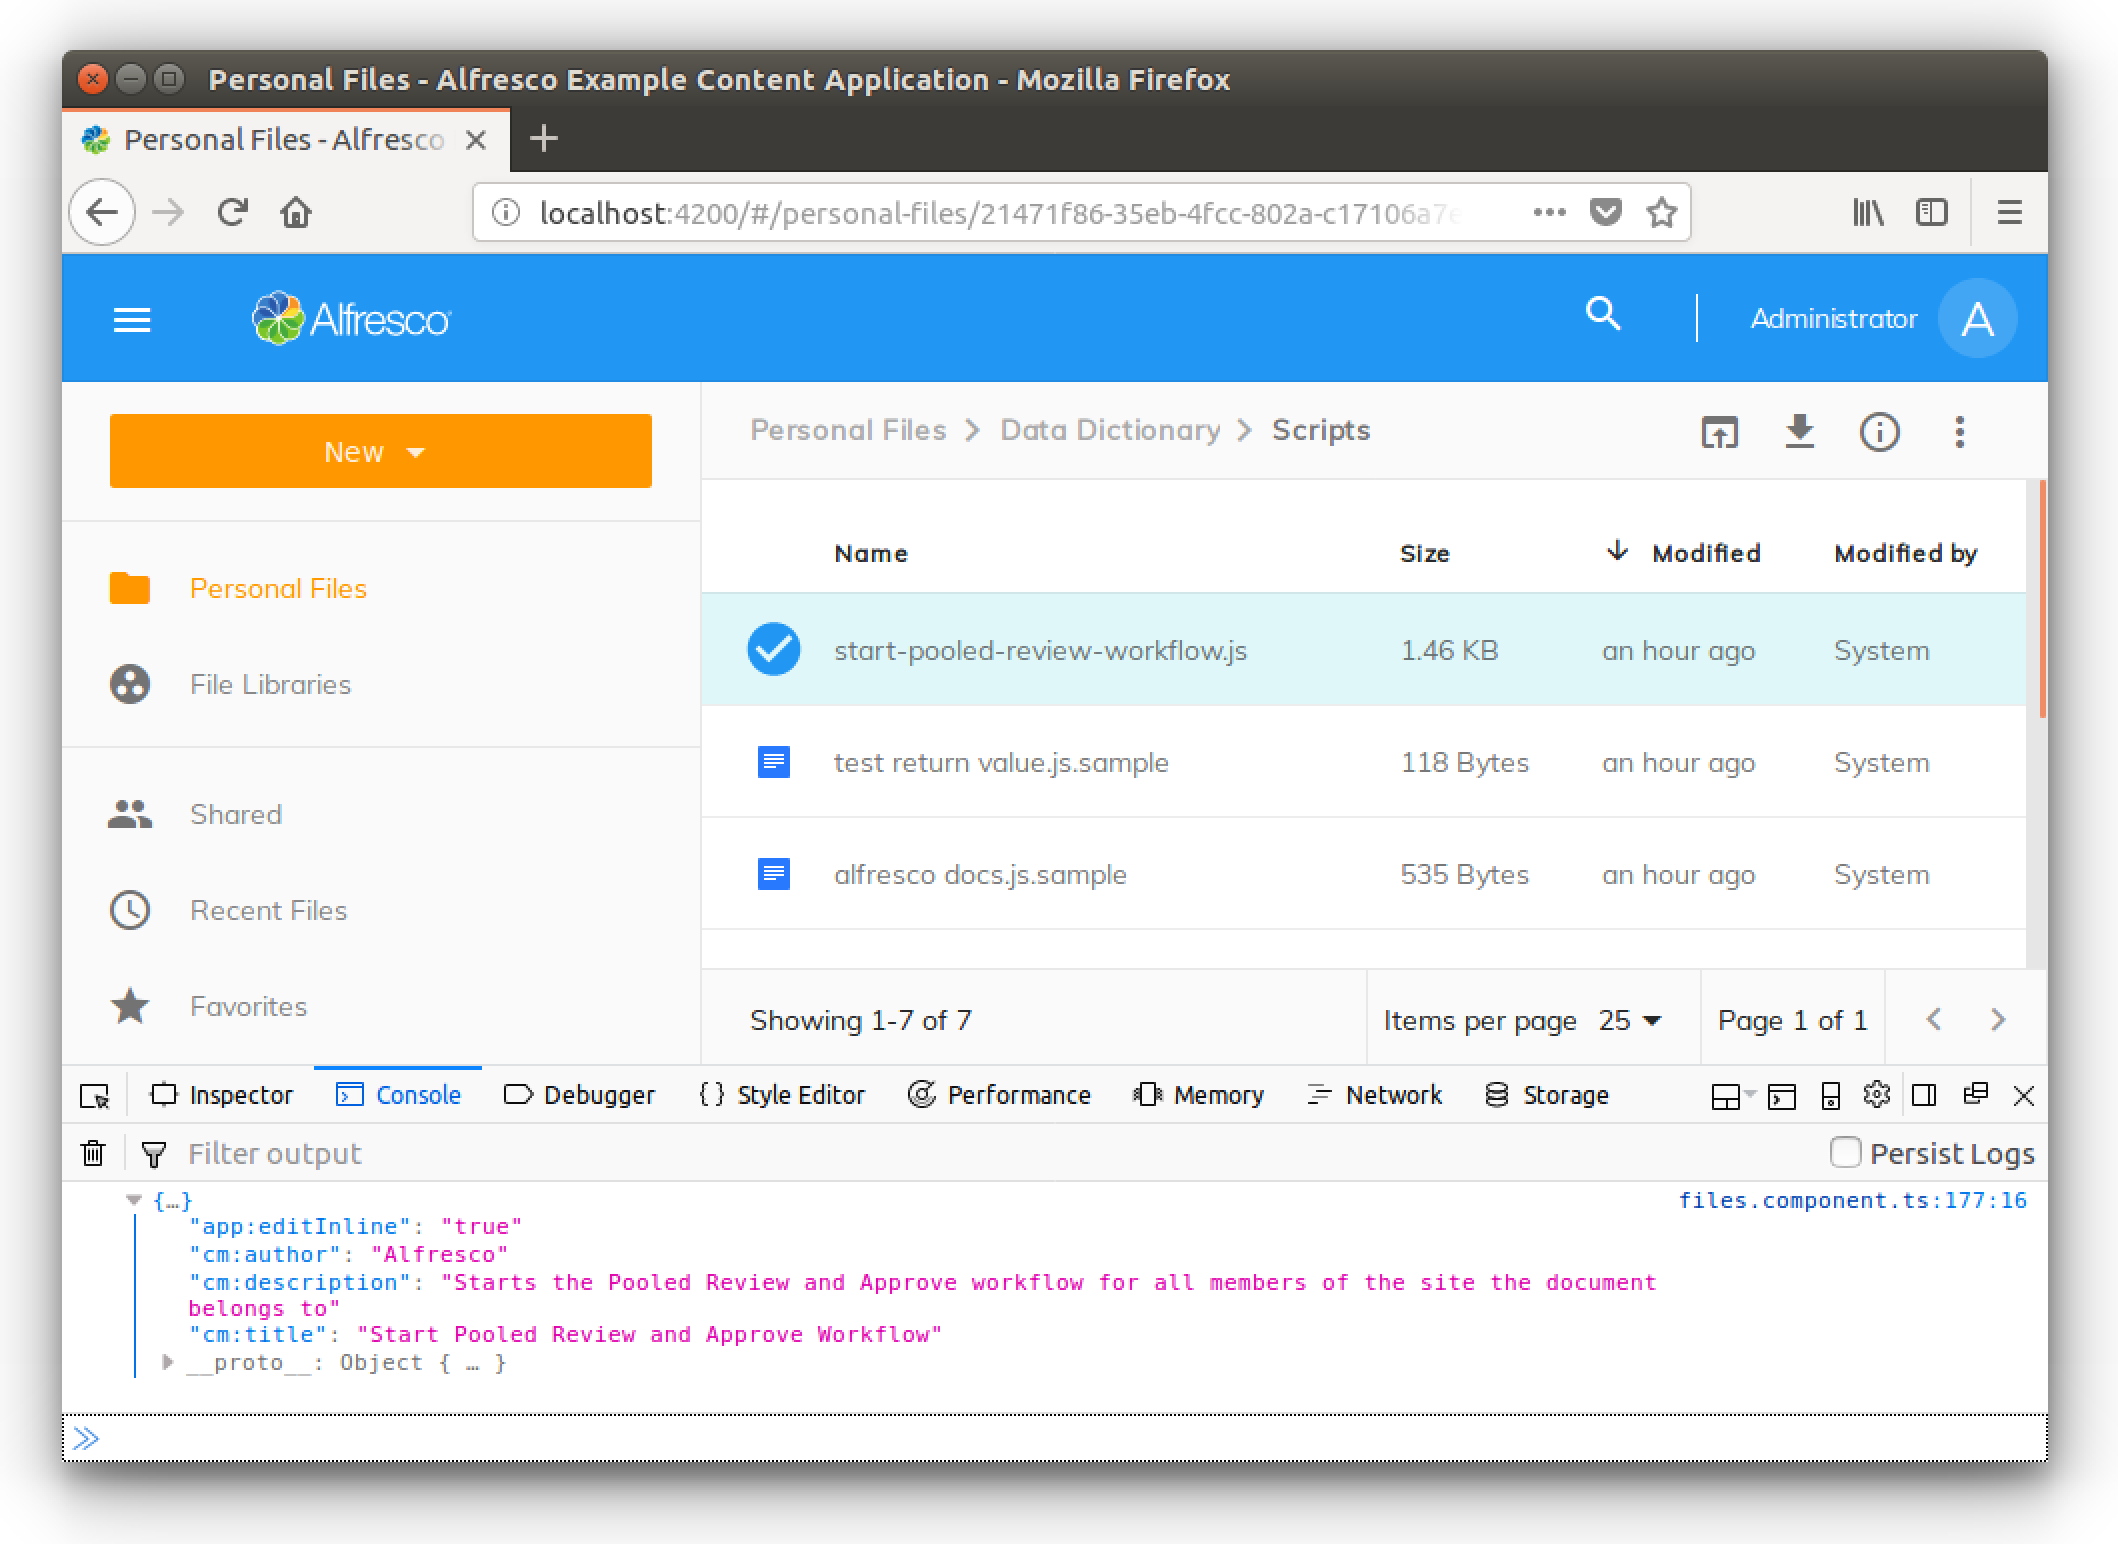 Personal Files - Alfresco Example Content Application - Mozilla Firefox
Personal Files - Alfresco
localhost:4200/#/personal-files/21471f86-35eb-4fcc-802a-c17106a7e
Alfresco
Administrator A
New
Personal Files
File Libraries
Shared
Recent Files
Favorites
Personal Files > Data Dictionary > Scripts
Name Size Modified Modified by
start-pooled-review-workflow.js 1.46 KB an hour ago System
test return value.js.sample 118 Bytes an hour ago System
alfresco docs.js.sample 535 Bytes an hour ago System
Showing 1-7 of 7 Items per page 25 Page 1 of 1
Inspector Console Debugger { } Style Editor Performance Memory Network Storage
Filter output Persist Logs
{…} files.component.ts:177:16
"app:editInline": "true"
"cm:author": "Alfresco"
"cm:description": "Starts the Pooled Review and Approve workflow for all members of the site the document
belongs to"
"cm:title": "Start Pooled Review and Approve Workflow"
__proto__: Object { … }